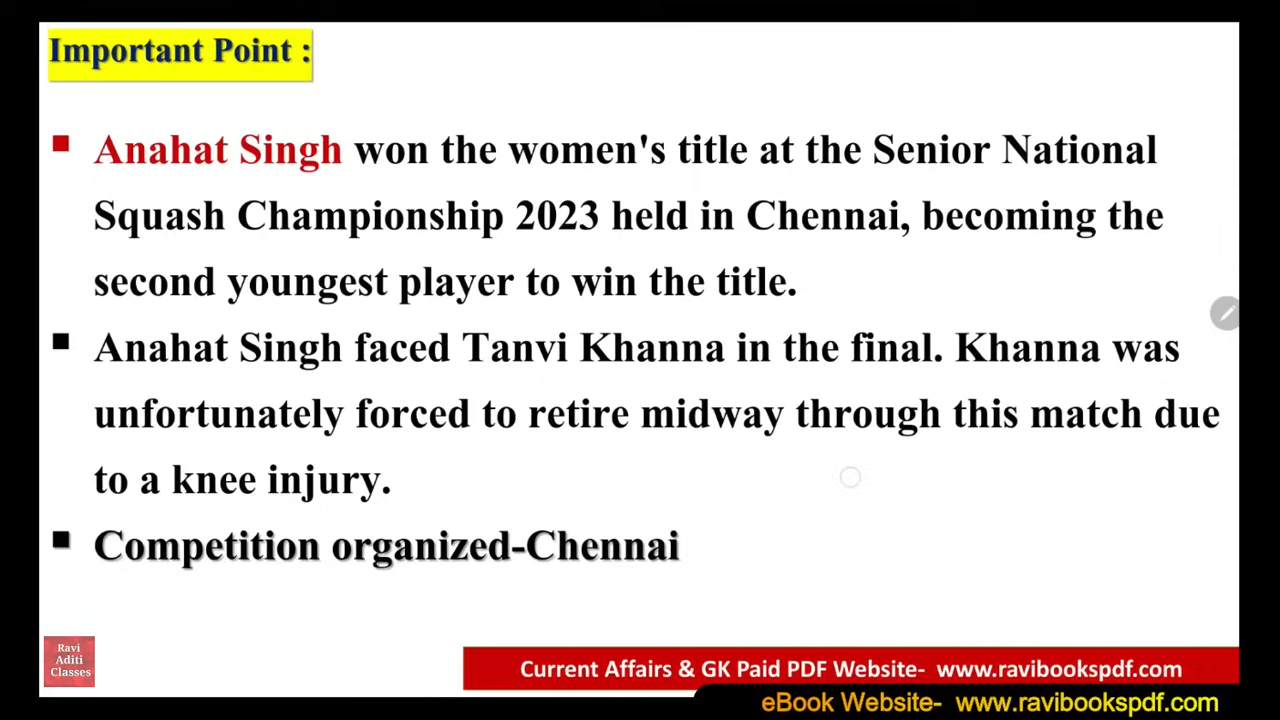 Important Point :
Anahat Singh won the women's title at the Senior National
Squash Championship 2023 held in Chennai, becoming the
second youngest player to win the title.
Anahat Singh faced Tanvi Khanna in the final. Khanna was
unfortunately forced to retire midway through this match due
to a knee injury.
Competition organized-Chennai
Ravi
Aditi
Classes
Current Affairs & GK Paid PDF Website- www.ravibookspdf.com
eBook Website- www.ravibookspdf.com